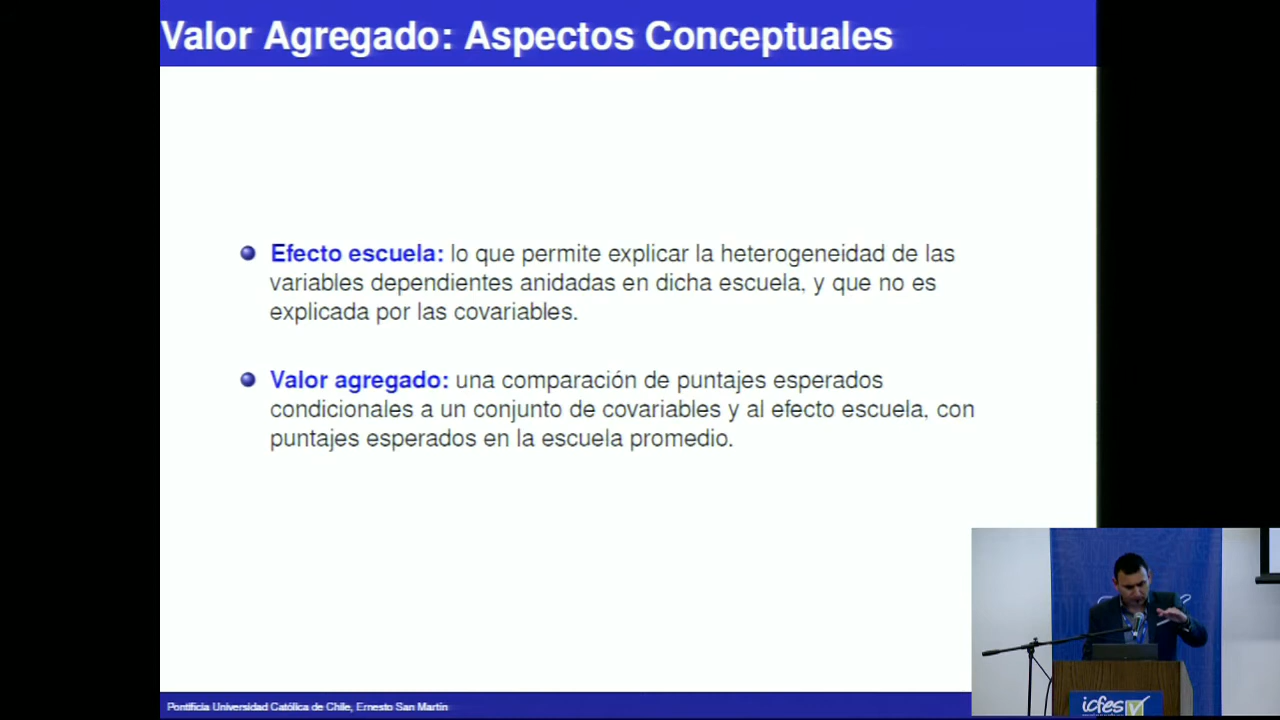 Valor Agregado: Aspectos Conceptuales
Efecto escuela: lo que permite explicar la heterogeneidad de las
variables dependientes anidadas en dicha escuela, y que no es
explicada por las covariables.
Valor agregado: una comparación de puntajes esperados
condicionales a un conjunto de covariables y al efecto escuela, con
puntajes esperados en la escuela promedio.
Pontificia Universidad Católica de Chile, Ernesto San Martín
icfes